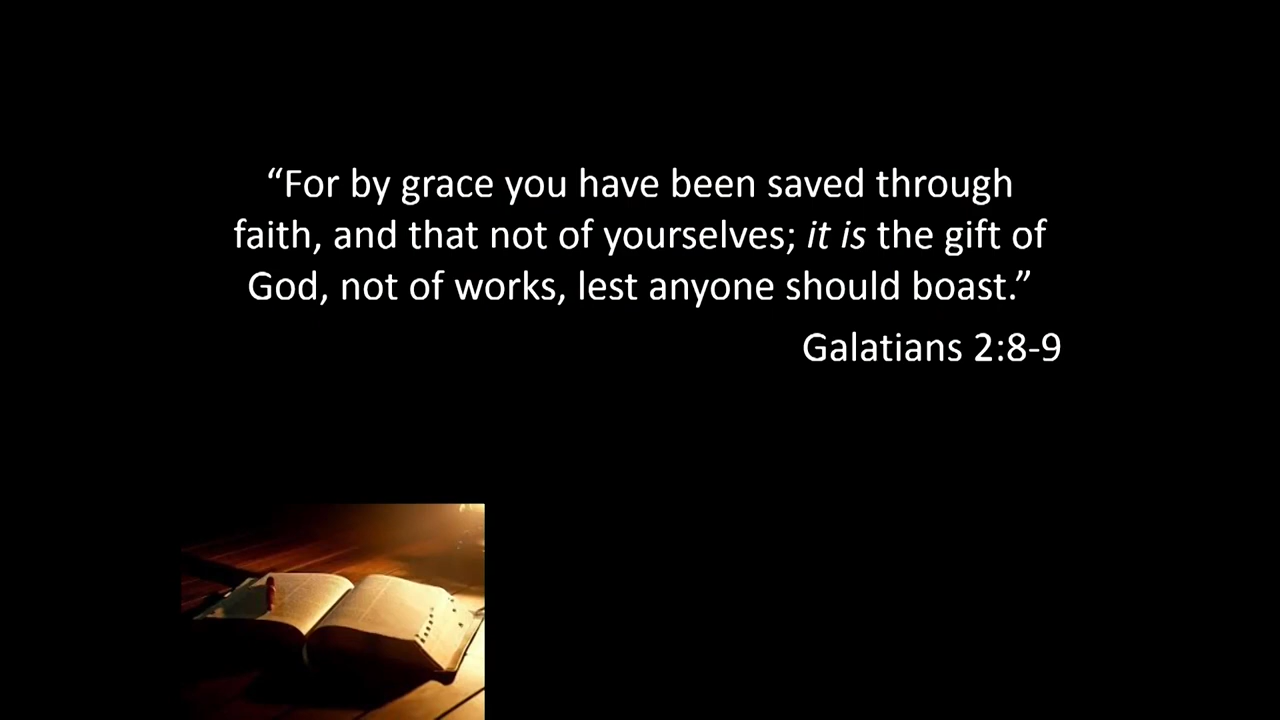 “For by grace you have been saved through
faith, and that not of yourselves; it is the gift of
God, not of works, lest anyone should boast.”
Galatians 2:8-9